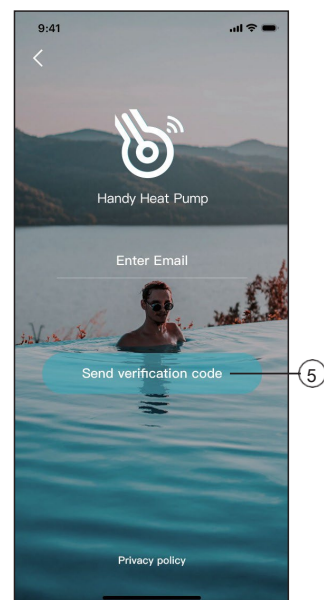 9:41
Handy Heat Pump
Enter Email
Send verification code
5
Privacy policy